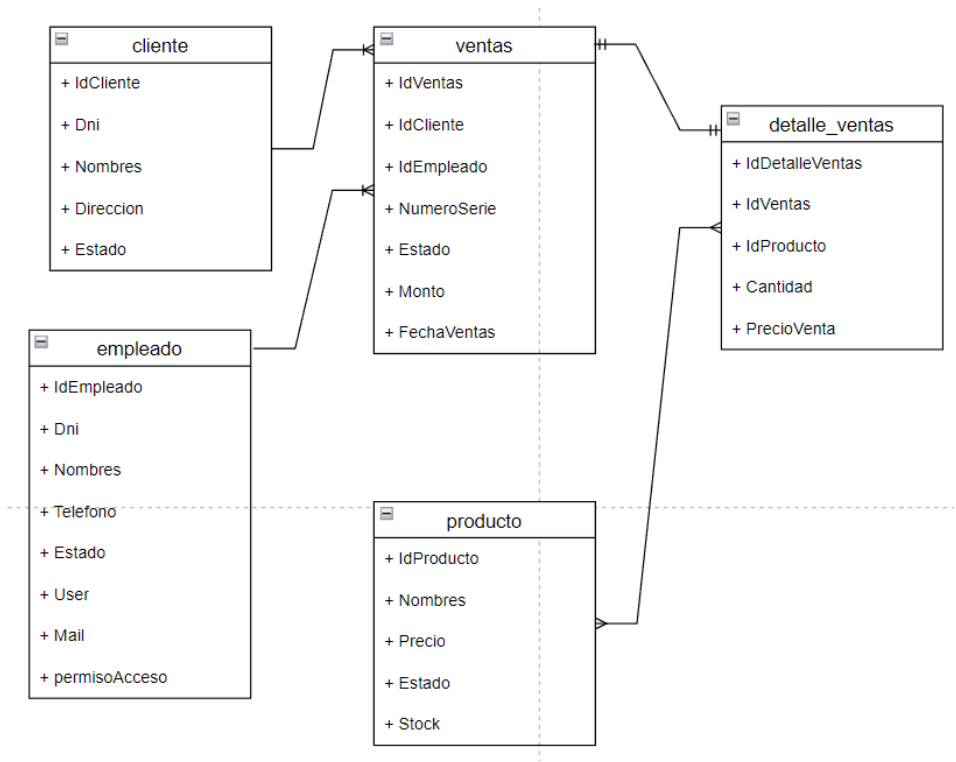 cliente
+ IdCliente
+ Dni
+ Nombres
+ Direccion
+ Estado
ventas
+ IdVentas
+ IdCliente
+ IdEmpleado
+ NumeroSerie
+ Estado
+ Monto
+ FechaVentas
detalle_ventas
+ IdDetalleVentas
+ IdVentas
+ IdProducto
+ Cantidad
+ PrecioVenta
empleado
+ IdEmpleado
+ Dni
+ Nombres
+ Telefono
+ Estado
+ User
+ Mail
+ permisoAcceso
producto
+ IdProducto
+ Nombres
+ Precio
+ Estado
+ Stock